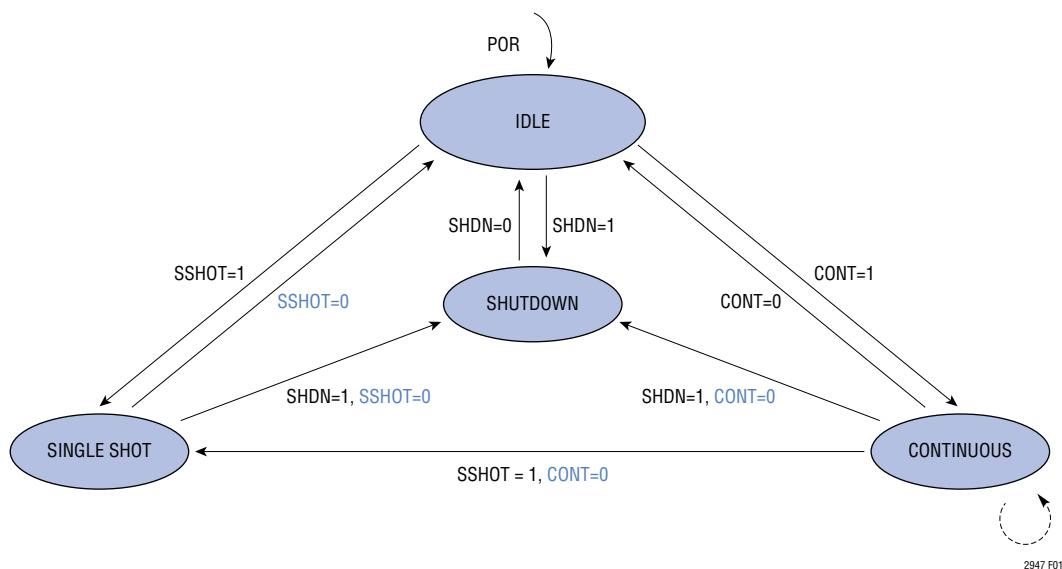 POR
IDLE
SHDN=0
SHDN=1
SSHOT=1
SSHOT=0
CONT=0
CONT=1
SHUTDOWN
SHDN=1, SSHOT=0
SHDN=1, CONT=0
SINGLE SHOT
CONTINUOUS
SSHOT = 1, CONT=0
2947 F01